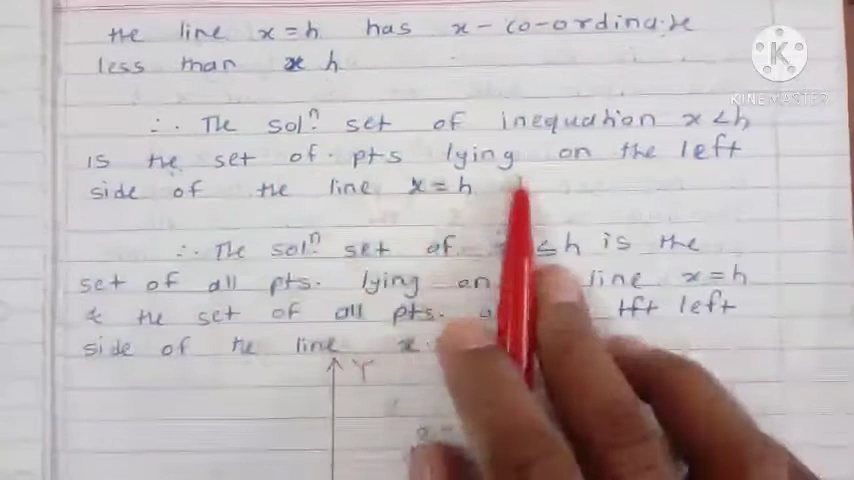 the line x = h has x - co-ordinate
less than x h
∴ The solⁿ. set of inequation x < h
is the set of pts lying on the left
side of the line x = h
∴ The solⁿ. set of ≤ h is the
set of all pts. lying on line x = h
& the set of all pts. left
side of the line x
Y
KINEMASTER